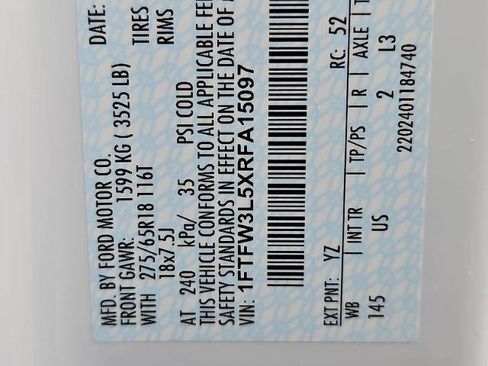 MFD. BY FORD MOTOR CO.
DATE:
FRONT GAWR: 1599 KG ( 3525 LB)
WITH 275/65R18 116T TIRES
18x7.5J RIMS
AT 240 kPa/ 35 PSI COLD
THIS VEHICLE CONFORMS TO ALL APPLICABLE FE
SAFETY STANDARDS IN EFFECT ON THE DATE OF
VIN: 1FTFW3L5XRFA15097
EXT PNT: YZ RC: 52
WB INT TR TP/PS R AXLE
145 US 2 L3
2202401184740